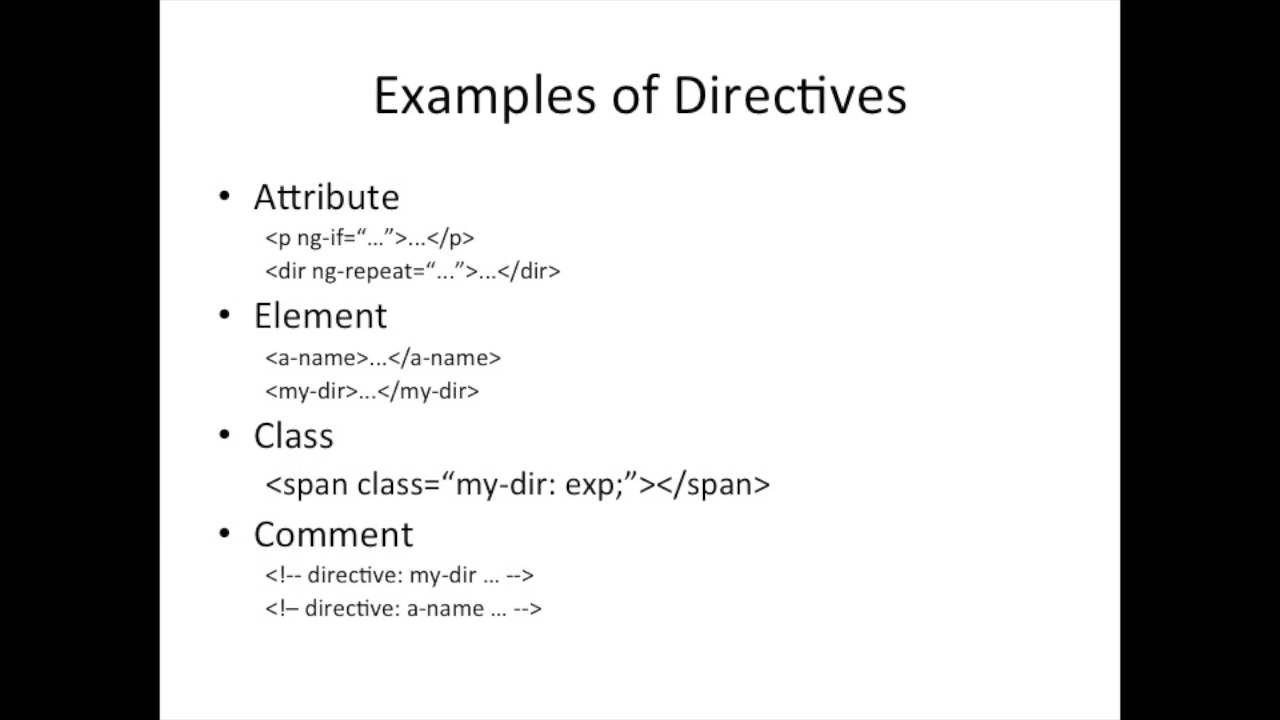 Examples of Directives
• Attribute
<p ng-if=“...”>...</p>
<dir ng-repeat=“...”>...</dir>
• Element
<a-name>...</a-name>
<my-dir>...</my-dir>
• Class
<span class=“my-dir: exp;”></span>
• Comment
<!-- directive: my-dir ... -->
<!– directive: a-name ... -->